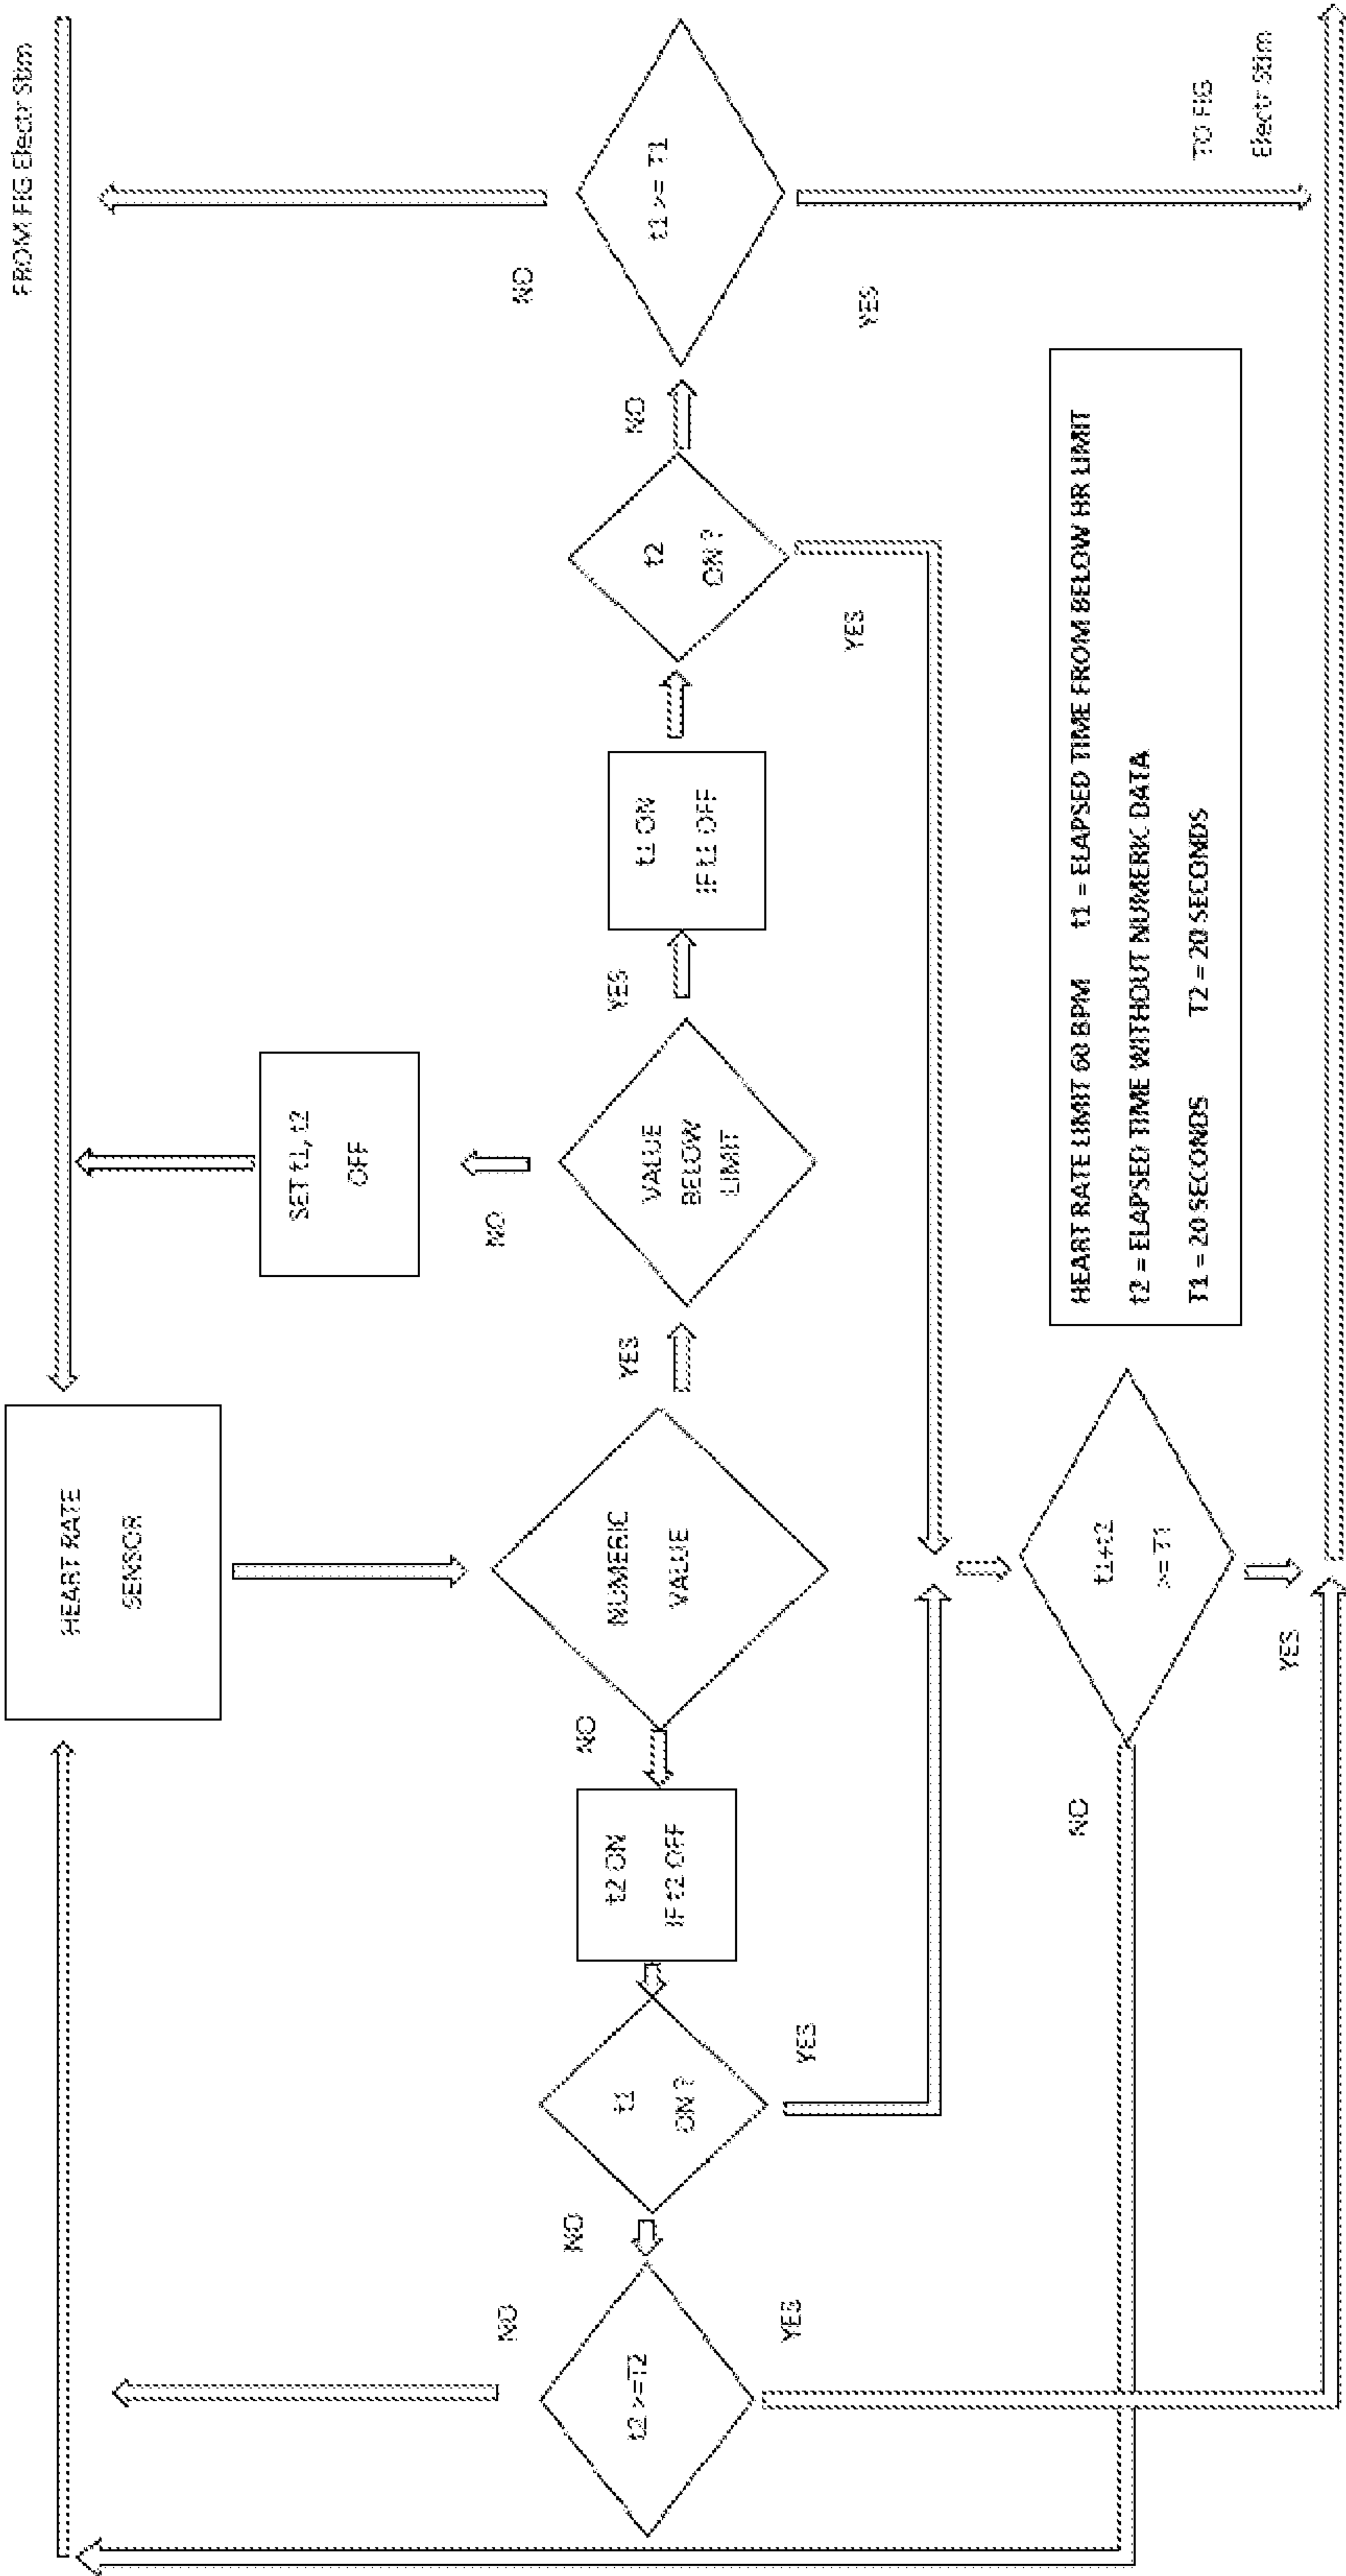 FROM FIG Electr Stim
HEART RATE
SENSOR
SET t1, t2
OFF
NO
NO
NO
NO
t2 >=T2
YES
NO
t1
ON ?
YES
t2 ON
IF t2 OFF
NO
NUMERIC
VALUE
YES
VALUE
BELOW
LIMIT
YES
t1 ON
IF t1 OFF
t2
ON ?
YES
NO
t1 >= T1
YES
t1+t2
>= T1
YES
HEART RATE LIMIT 60 BPM t1 = ELAPSED TIME FROM BELOW HR LIMIT
t2 = ELAPSED TIME WITHOUT NUMERIC DATA
T1 = 20 SECONDS T2 = 20 SECONDS
TO FIG
Electr Stim